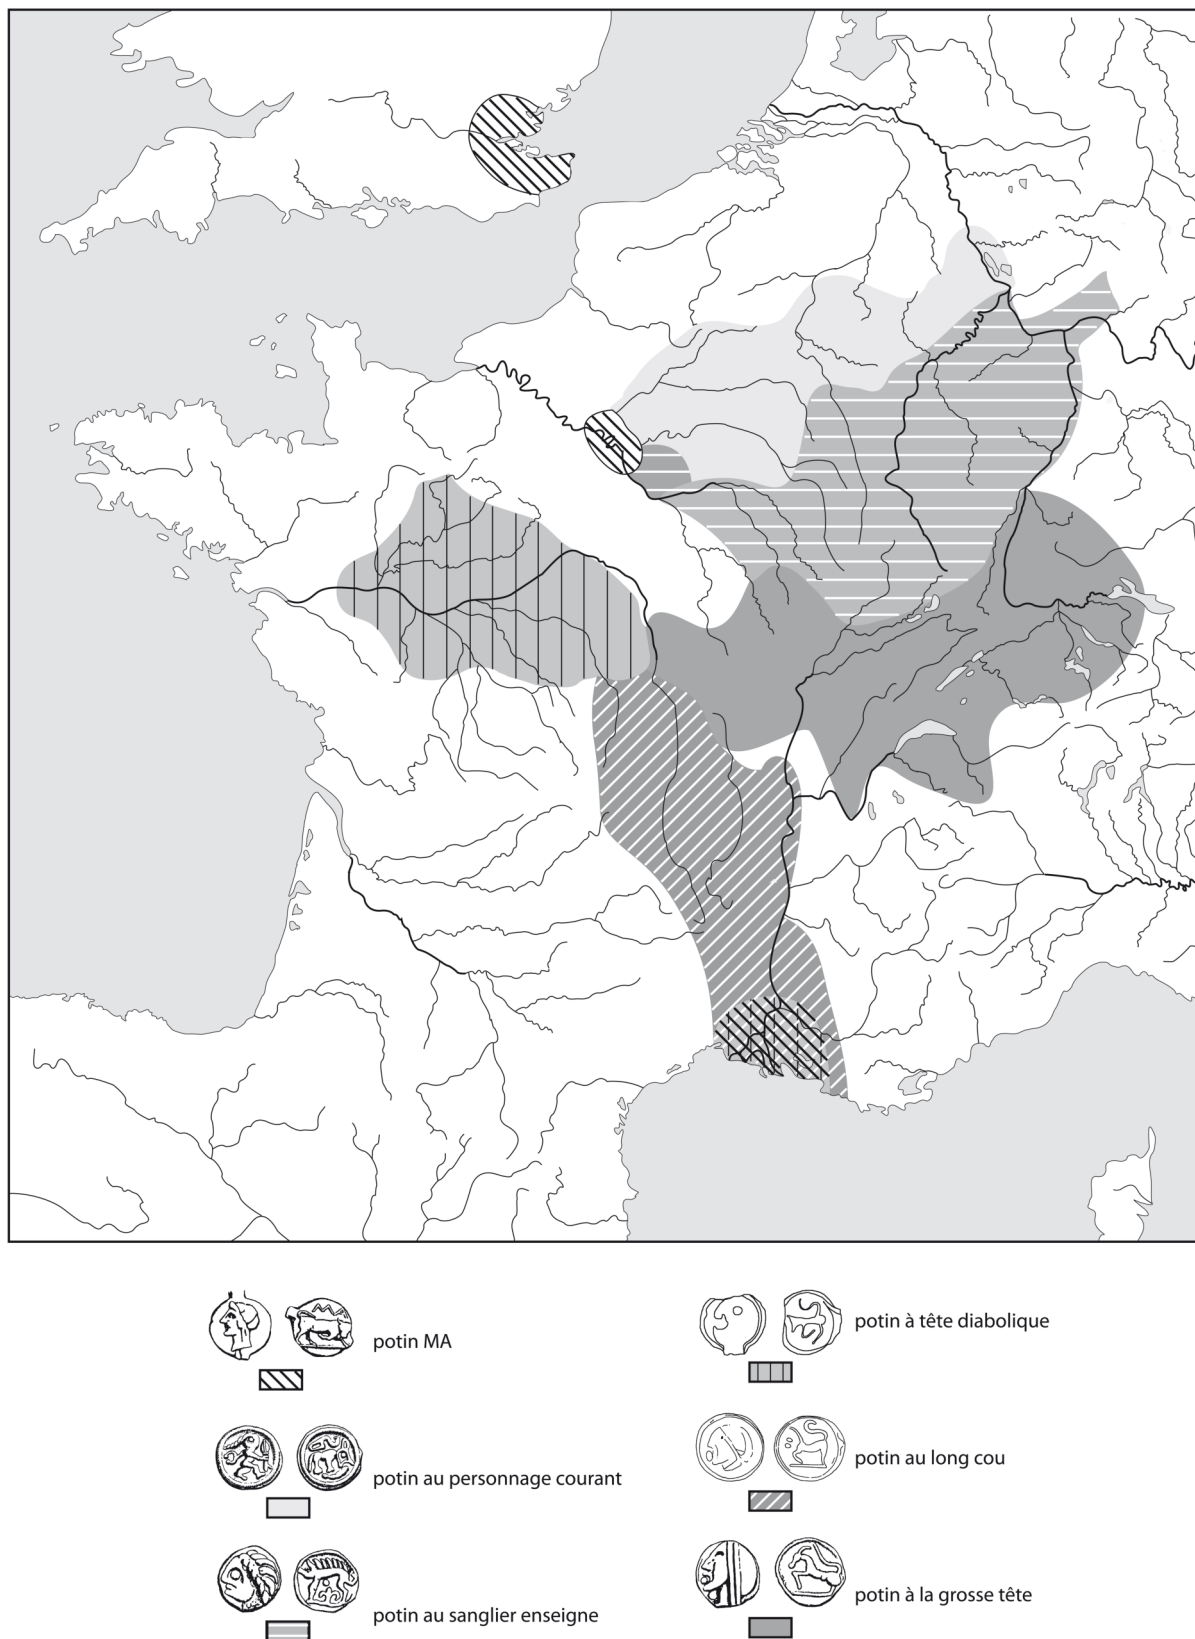 potin MA
potin au personnage courant
potin au sanglier enseigne
potin à tête diabolique
potin au long cou
potin à la grosse tête